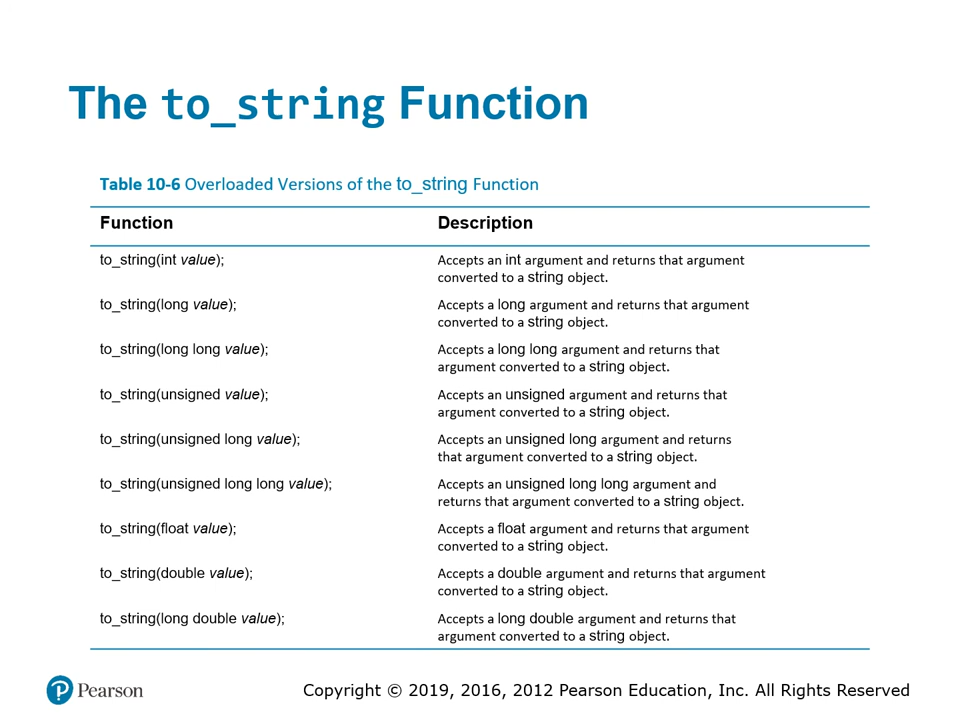 The to_string Function
Table 10-6 Overloaded Versions of the to_string Function
Function Description
to_string(int value); Accepts an int argument and returns that argument
converted to a string object.
to_string(long value); Accepts a long argument and returns that argument
converted to a string object.
to_string(long long value); Accepts a long long argument and returns that
argument converted to a string object.
to_string(unsigned value); Accepts an unsigned argument and returns that
argument converted to a string object.
to_string(unsigned long value); Accepts an unsigned long argument and returns
that argument converted to a string object.
to_string(unsigned long long value); Accepts an unsigned long long argument and
returns that argument converted to a string object.
to_string(float value); Accepts a float argument and returns that argument
converted to a string object.
to_string(double value); Accepts a double argument and returns that argument
converted to a string object.
to_string(long double value); Accepts a long double argument and returns that
argument converted to a string object.
P Pearson Copyright © 2019, 2016, 2012 Pearson Education, Inc. All Rights Reserved